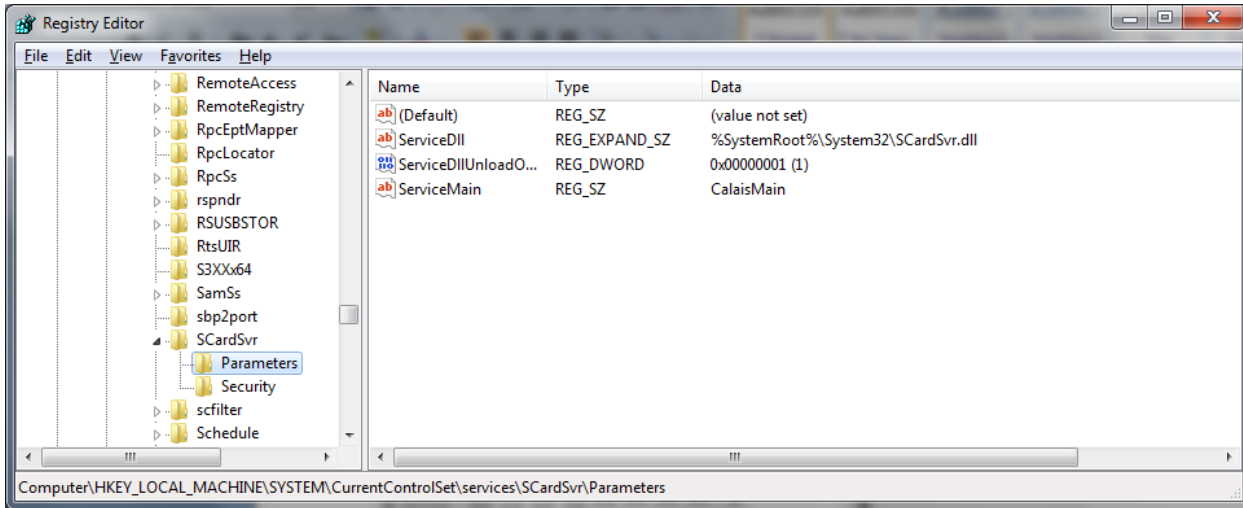 Registry Editor
File Edit View Favorites Help
RemoteAccess
RemoteRegistry
RpcEptMapper
RpcLocator
RpcSs
rspndr
RSUSBSTOR
RtsUIR
S3XXx64
SamSs
sbp2port
SCardSvr
Parameters
Security
scfilter
Schedule
Name Type Data
(Default) REG_SZ (value not set)
ServiceDll REG_EXPAND_SZ %SystemRoot%\System32\SCardSvr.dll
ServiceDllUnloadO... REG_DWORD 0x00000001 (1)
ServiceMain REG_SZ CalaisMain
Computer\HKEY_LOCAL_MACHINE\SYSTEM\CurrentControlSet\services\SCardSvr\Parameters